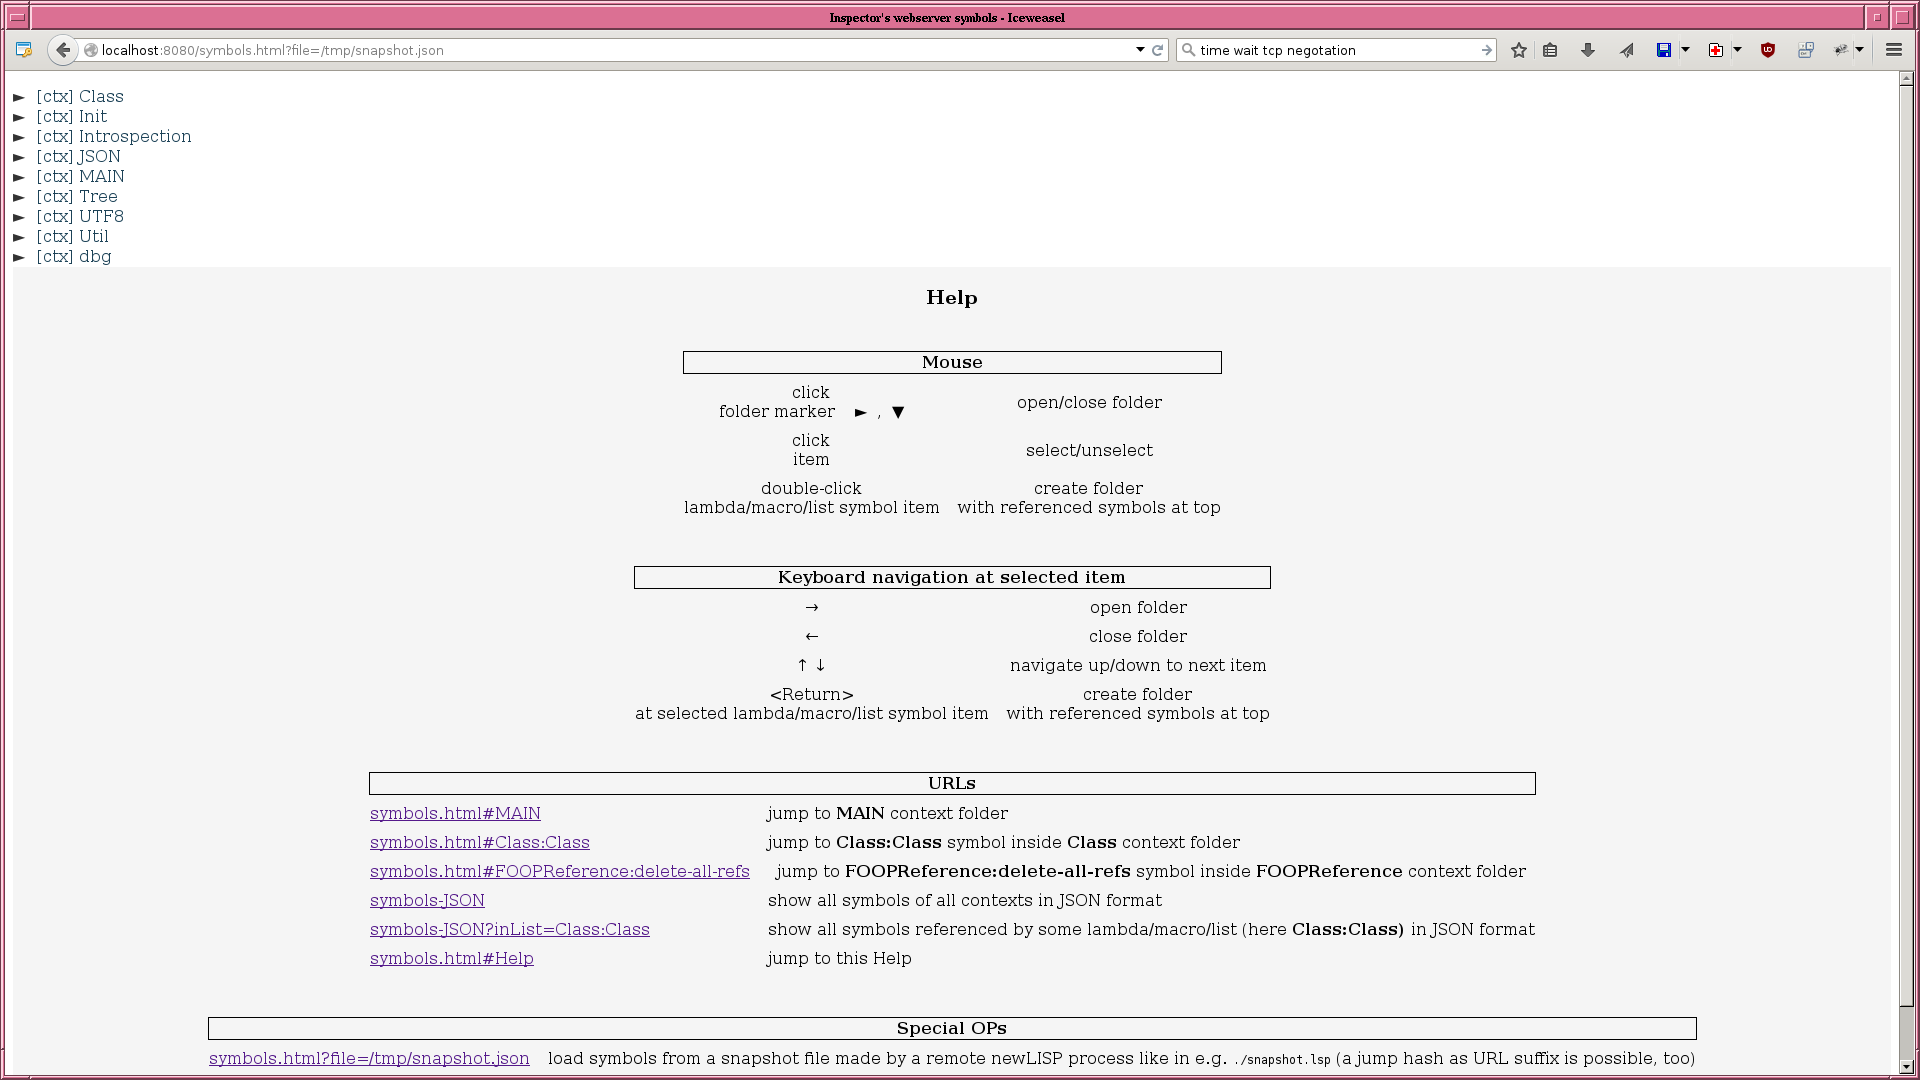 Inspector's webserver symbols - Iceweasel
localhost:8080/symbols.html?file=/tmp/snapshot.json
time wait tcp negotation
► [ctx] Class
► [ctx] Init
► [ctx] Introspection
► [ctx] JSON
► [ctx] MAIN
► [ctx] Tree
► [ctx] UTF8
► [ctx] Util
► [ctx] dbg
Help
Mouse
click
folder marker ► , ▼ open/close folder
click
item select/unselect
double-click create folder
lambda/macro/list symbol item with referenced symbols at top
Keyboard navigation at selected item
→ open folder
← close folder
↑ ↓ navigate up/down to next item
<Return> create folder
at selected lambda/macro/list symbol item with referenced symbols at top
URLs
symbols.html#MAIN jump to MAIN context folder
symbols.html#Class:Class jump to Class:Class symbol inside Class context folder
symbols.html#FOOPReference:delete-all-refs jump to FOOPReference:delete-all-refs symbol inside FOOPReference context folder
symbols-JSON show all symbols of all contexts in JSON format
symbols-JSON?inList=Class:Class show all symbols referenced by some lambda/macro/list (here Class:Class) in JSON format
symbols.html#Help jump to this Help
Special OPs
symbols.html?file=/tmp/snapshot.json load symbols from a snapshot file made by a remote newLISP process like in e.g. ./snapshot.lsp (a jump hash as URL suffix is possible, too)